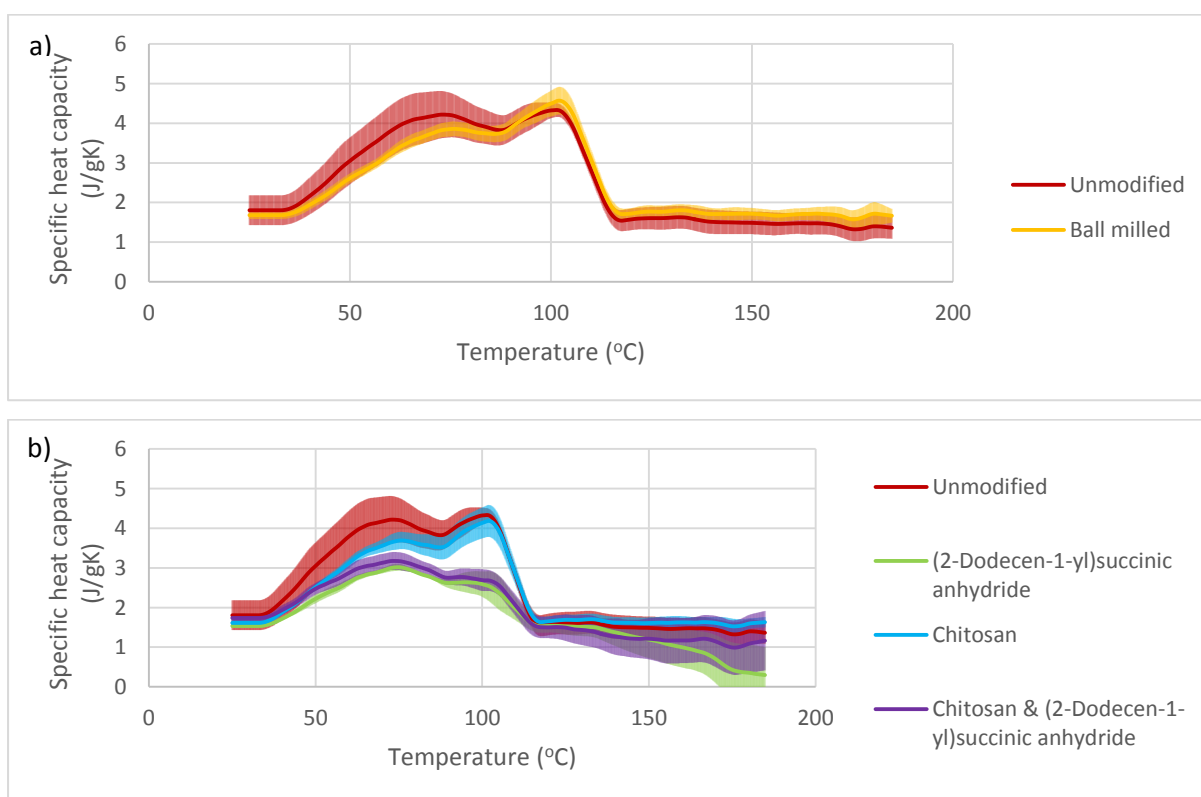 a)
Specific heat capacity
(J/gK)
6
5
4
3
2
1
0
0 50 100 150 200
Temperature (oC)
Unmodified
Ball milled
b)
Specific heat capacity
(J/gK)
6
5
4
3
2
1
0
0 50 100 150 200
Temperature (oC)
Unmodified
(2-Dodecen-1-yl)succinic
anhydride
Chitosan
Chitosan & (2-Dodecen-1-
yl)succinic anhydride